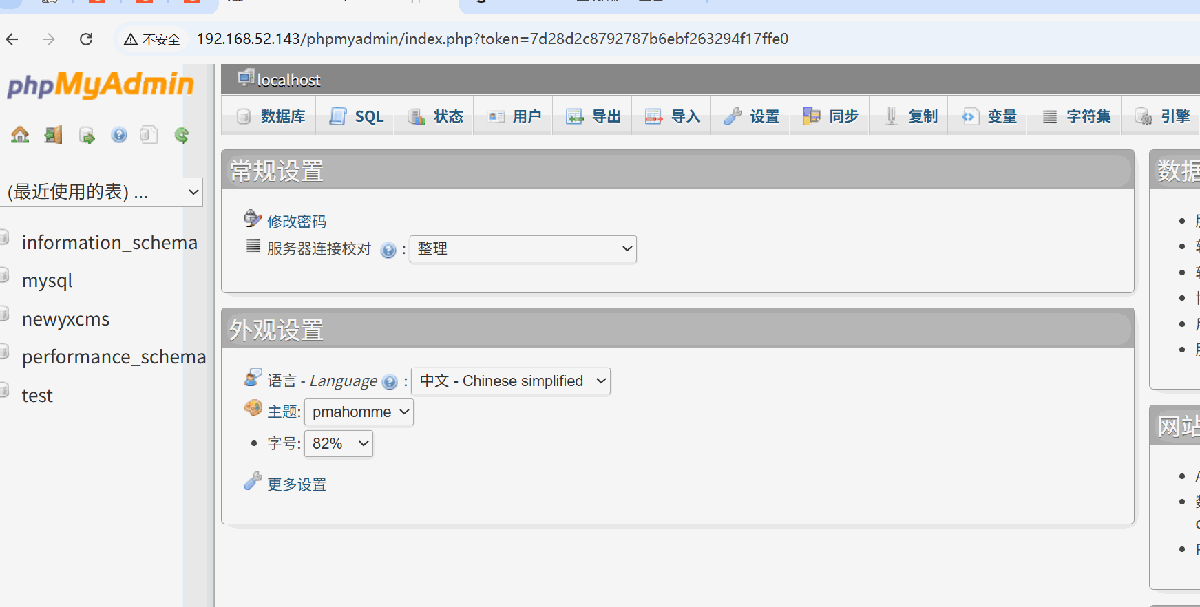 不安全 192.168.52.143/phpmyadmin/index.php?token=7d28d2c8792787b6ebf263294f17ffe0
phpMyAdmin
localhost
数据库 SQL 状态 用户 导出 导入 设置 同步 复制 变量 字符集 引擎
(最近使用的表) ...
information_schema
mysql
newyxcms
performance_schema
test
常规设置
修改密码
服务器连接校对 : 整理
外观设置
语言 - Language : 中文 - Chinese simplified
主题: pmahomme
字号: 82%
更多设置
数据
网站